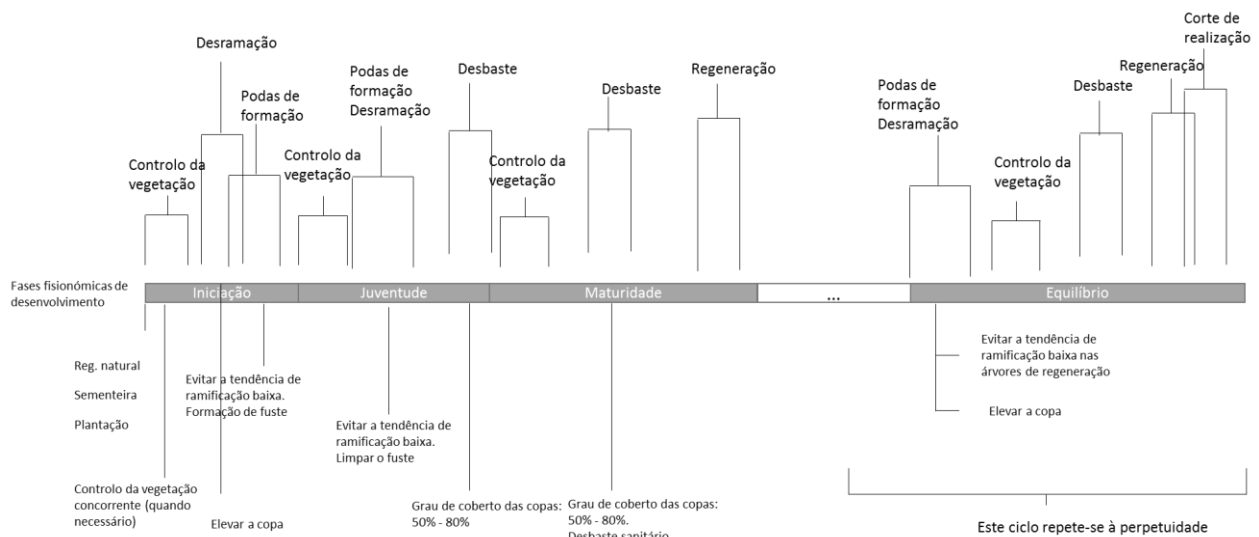 Corte de
realização
Desramação
Podas de
formação
Desramação
Desbaste
Regeneração
Regeneração
Podas de
formação
Desbaste
Podas de
formação
Desramação
Desbaste
Controlo da
vegetação
Controlo da
vegetação
Controlo da
vegetação
Controlo da
vegetação
Fases fisionómicas de
desenvolvimento
Iniciação
Juventude
Maturidade
...
Equilíbrio
Reg. natural
Sementeira
Plantação
Evitar a tendência de
ramificação baixa.
Formação de fuste
Evitar a tendência de
ramificação baixa.
Limpar o fuste
Evitar a tendência de
ramificação baixa nas
árvores de regeneração
Elevar a copa
Controlo da vegetação
concorrente (quando
necessário)
Elevar a copa
Grau de coberto das copas:
50% - 80%
Grau de coberto das copas:
50% - 80%.
Desbaste sanitário
Este ciclo repete-se à perpetuidade